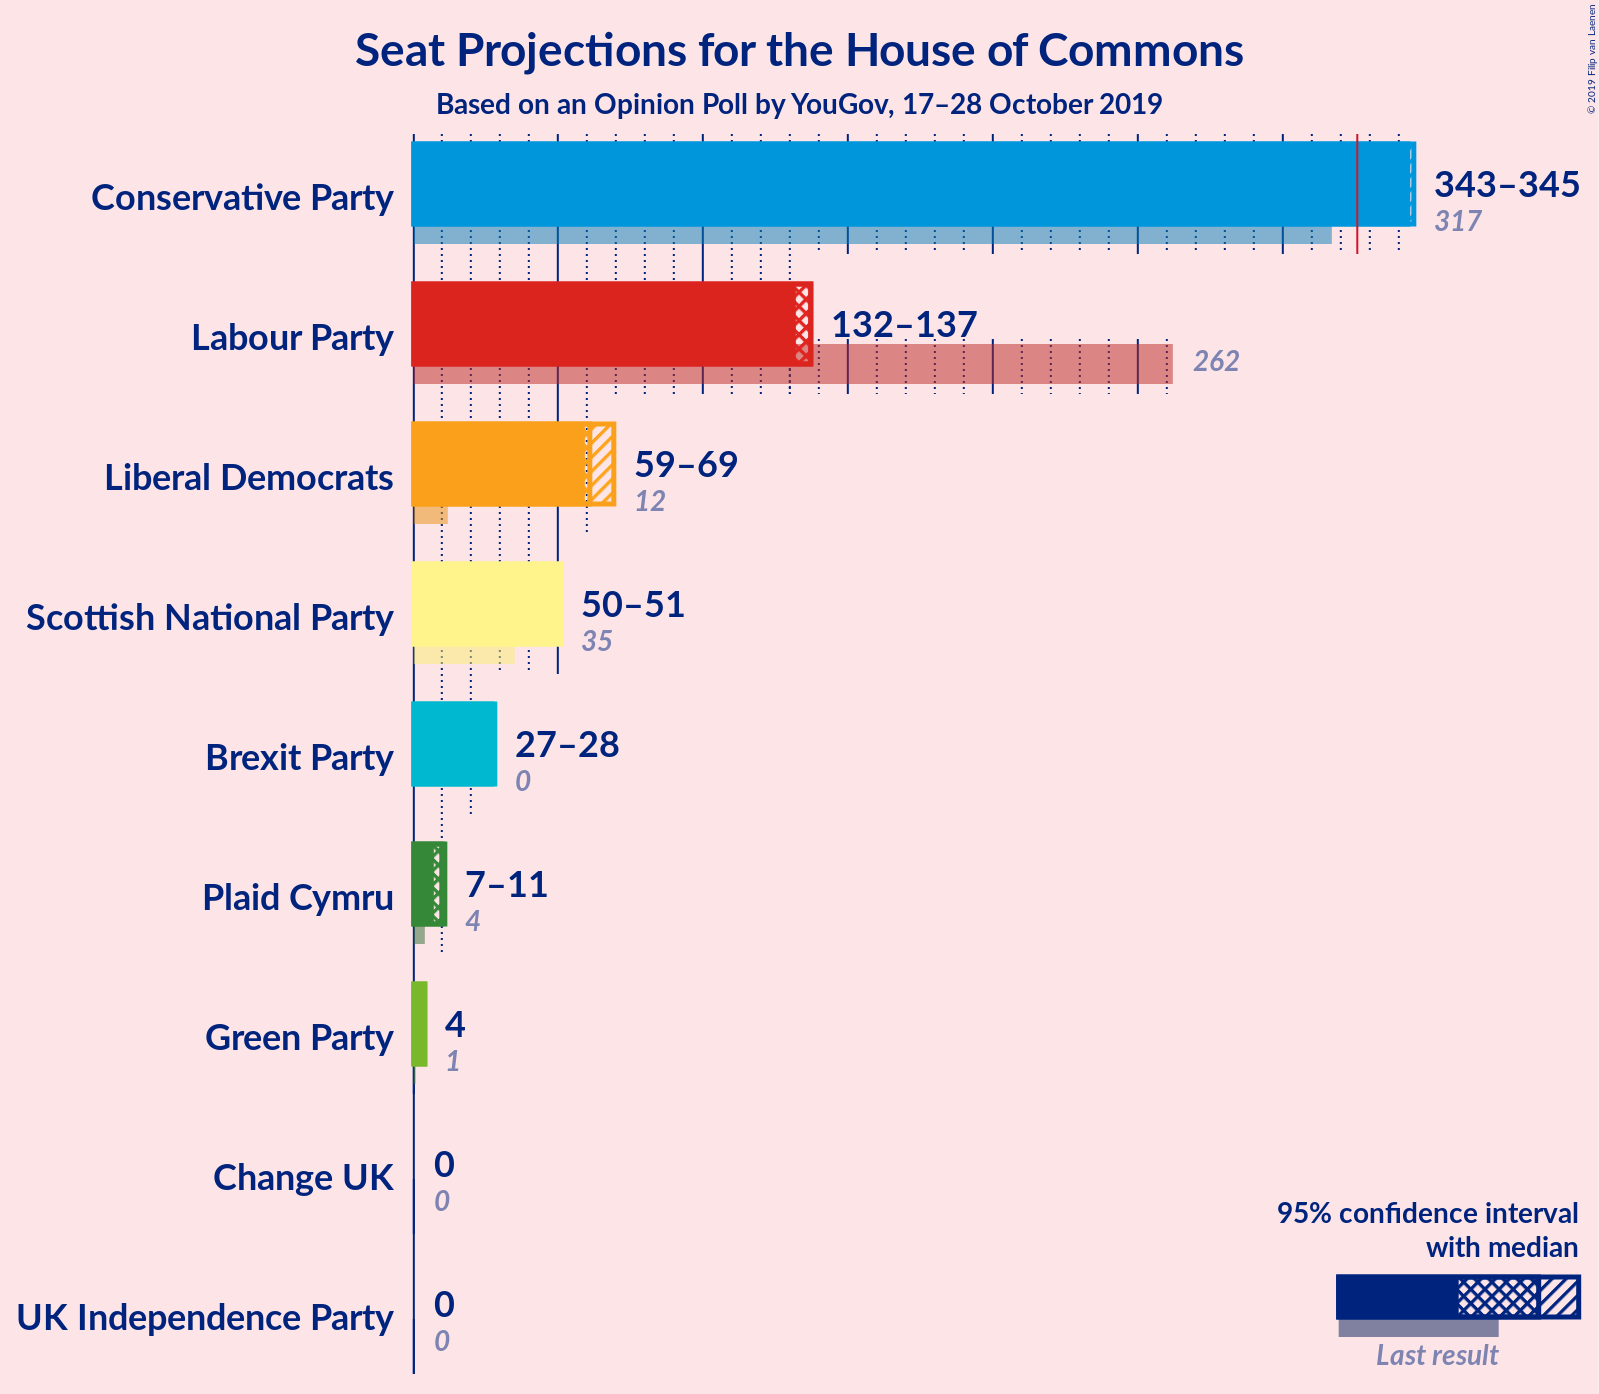 Seat Projections for the House of Commons
Based on an Opinion Poll by YouGov, 17–28 October 2019
© 2019 Filip van Laenen
Conservative Party
343–345
317
Labour Party
132–137
262
Liberal Democrats
59–69
12
Scottish National Party
50–51
35
Brexit Party
27–28
0
Plaid Cymru
7–11
4
Green Party
4
1
Change UK
0
0
UK Independence Party
0
0
95% confidence interval
with median
Last result